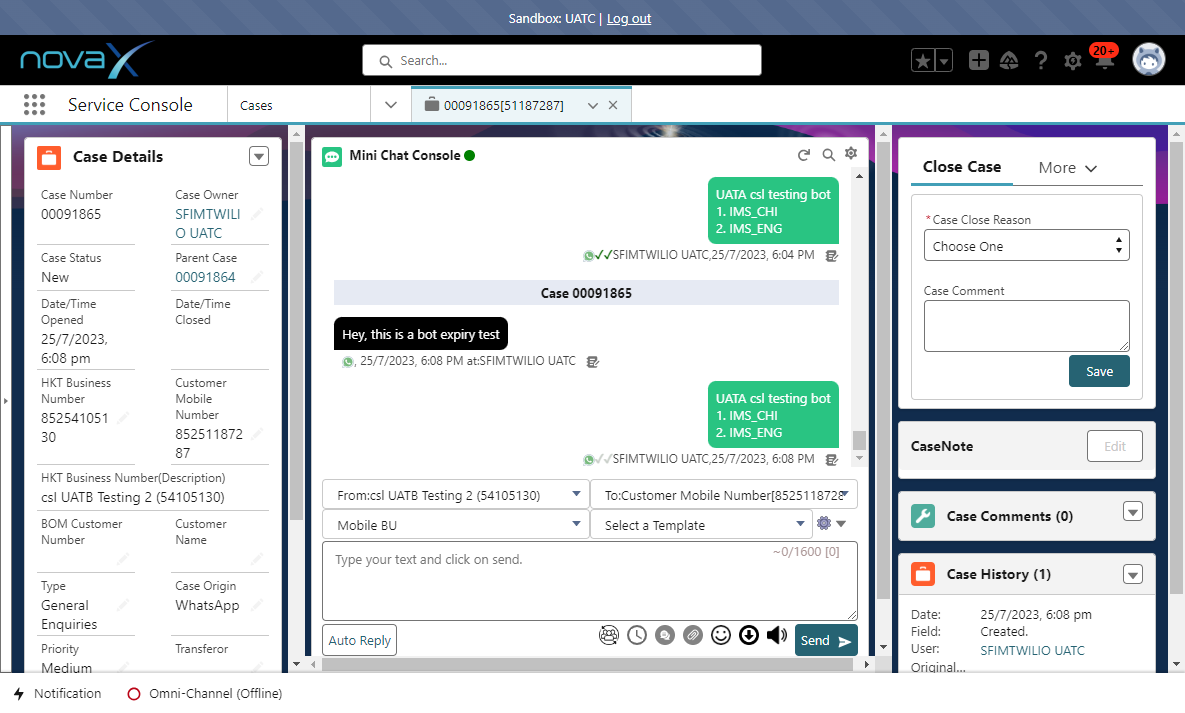 Sandbox: UATC | Log out
novaX
Search...
20+
Service Console
Cases
00091865[51187287]
Case Details
Case Number
00091865
Case Owner
SFIMTWILI
O UATC
Case Status
New
Parent Case
00091864
Date/Time
Opened
25/7/2023,
6:08 pm
Date/Time
Closed
HKT Business
Number
852541051
30
Customer
Mobile
Number
852511872
87
HKT Business Number(Description)
csl UATB Testing 2 (54105130)
BOM Customer
Number
Customer
Name
Type
General
Enquiries
Case Origin
WhatsApp
Priority
Medium
Transferor
Mini Chat Console
UATA csl testing bot
1. IMS_CHI
2. IMS_ENG
SFIMTWILIO UATC,25/7/2023, 6:04 PM
Case 00091865
Hey, this is a bot expiry test
, 25/7/2023, 6:08 PM at:SFIMTWILIO UATC
UATA csl testing bot
1. IMS_CHI
2. IMS_ENG
SFIMTWILIO UATC,25/7/2023, 6:08 PM
From:csl UATB Testing 2 (54105130)
To:Customer Mobile Number[8525118728
Mobile BU
Select a Template
Type your text and click on send.
~0/1600 [0]
Auto Reply
Send
Close Case
More
*Case Close Reason
Choose One
Case Comment
Save
CaseNote
Edit
Case Comments (0)
Case History (1)
Date: 25/7/2023, 6:08 pm
Field: Created.
User: SFIMTWILIO UATC
Original...
Notification
Omni-Channel (Offline)